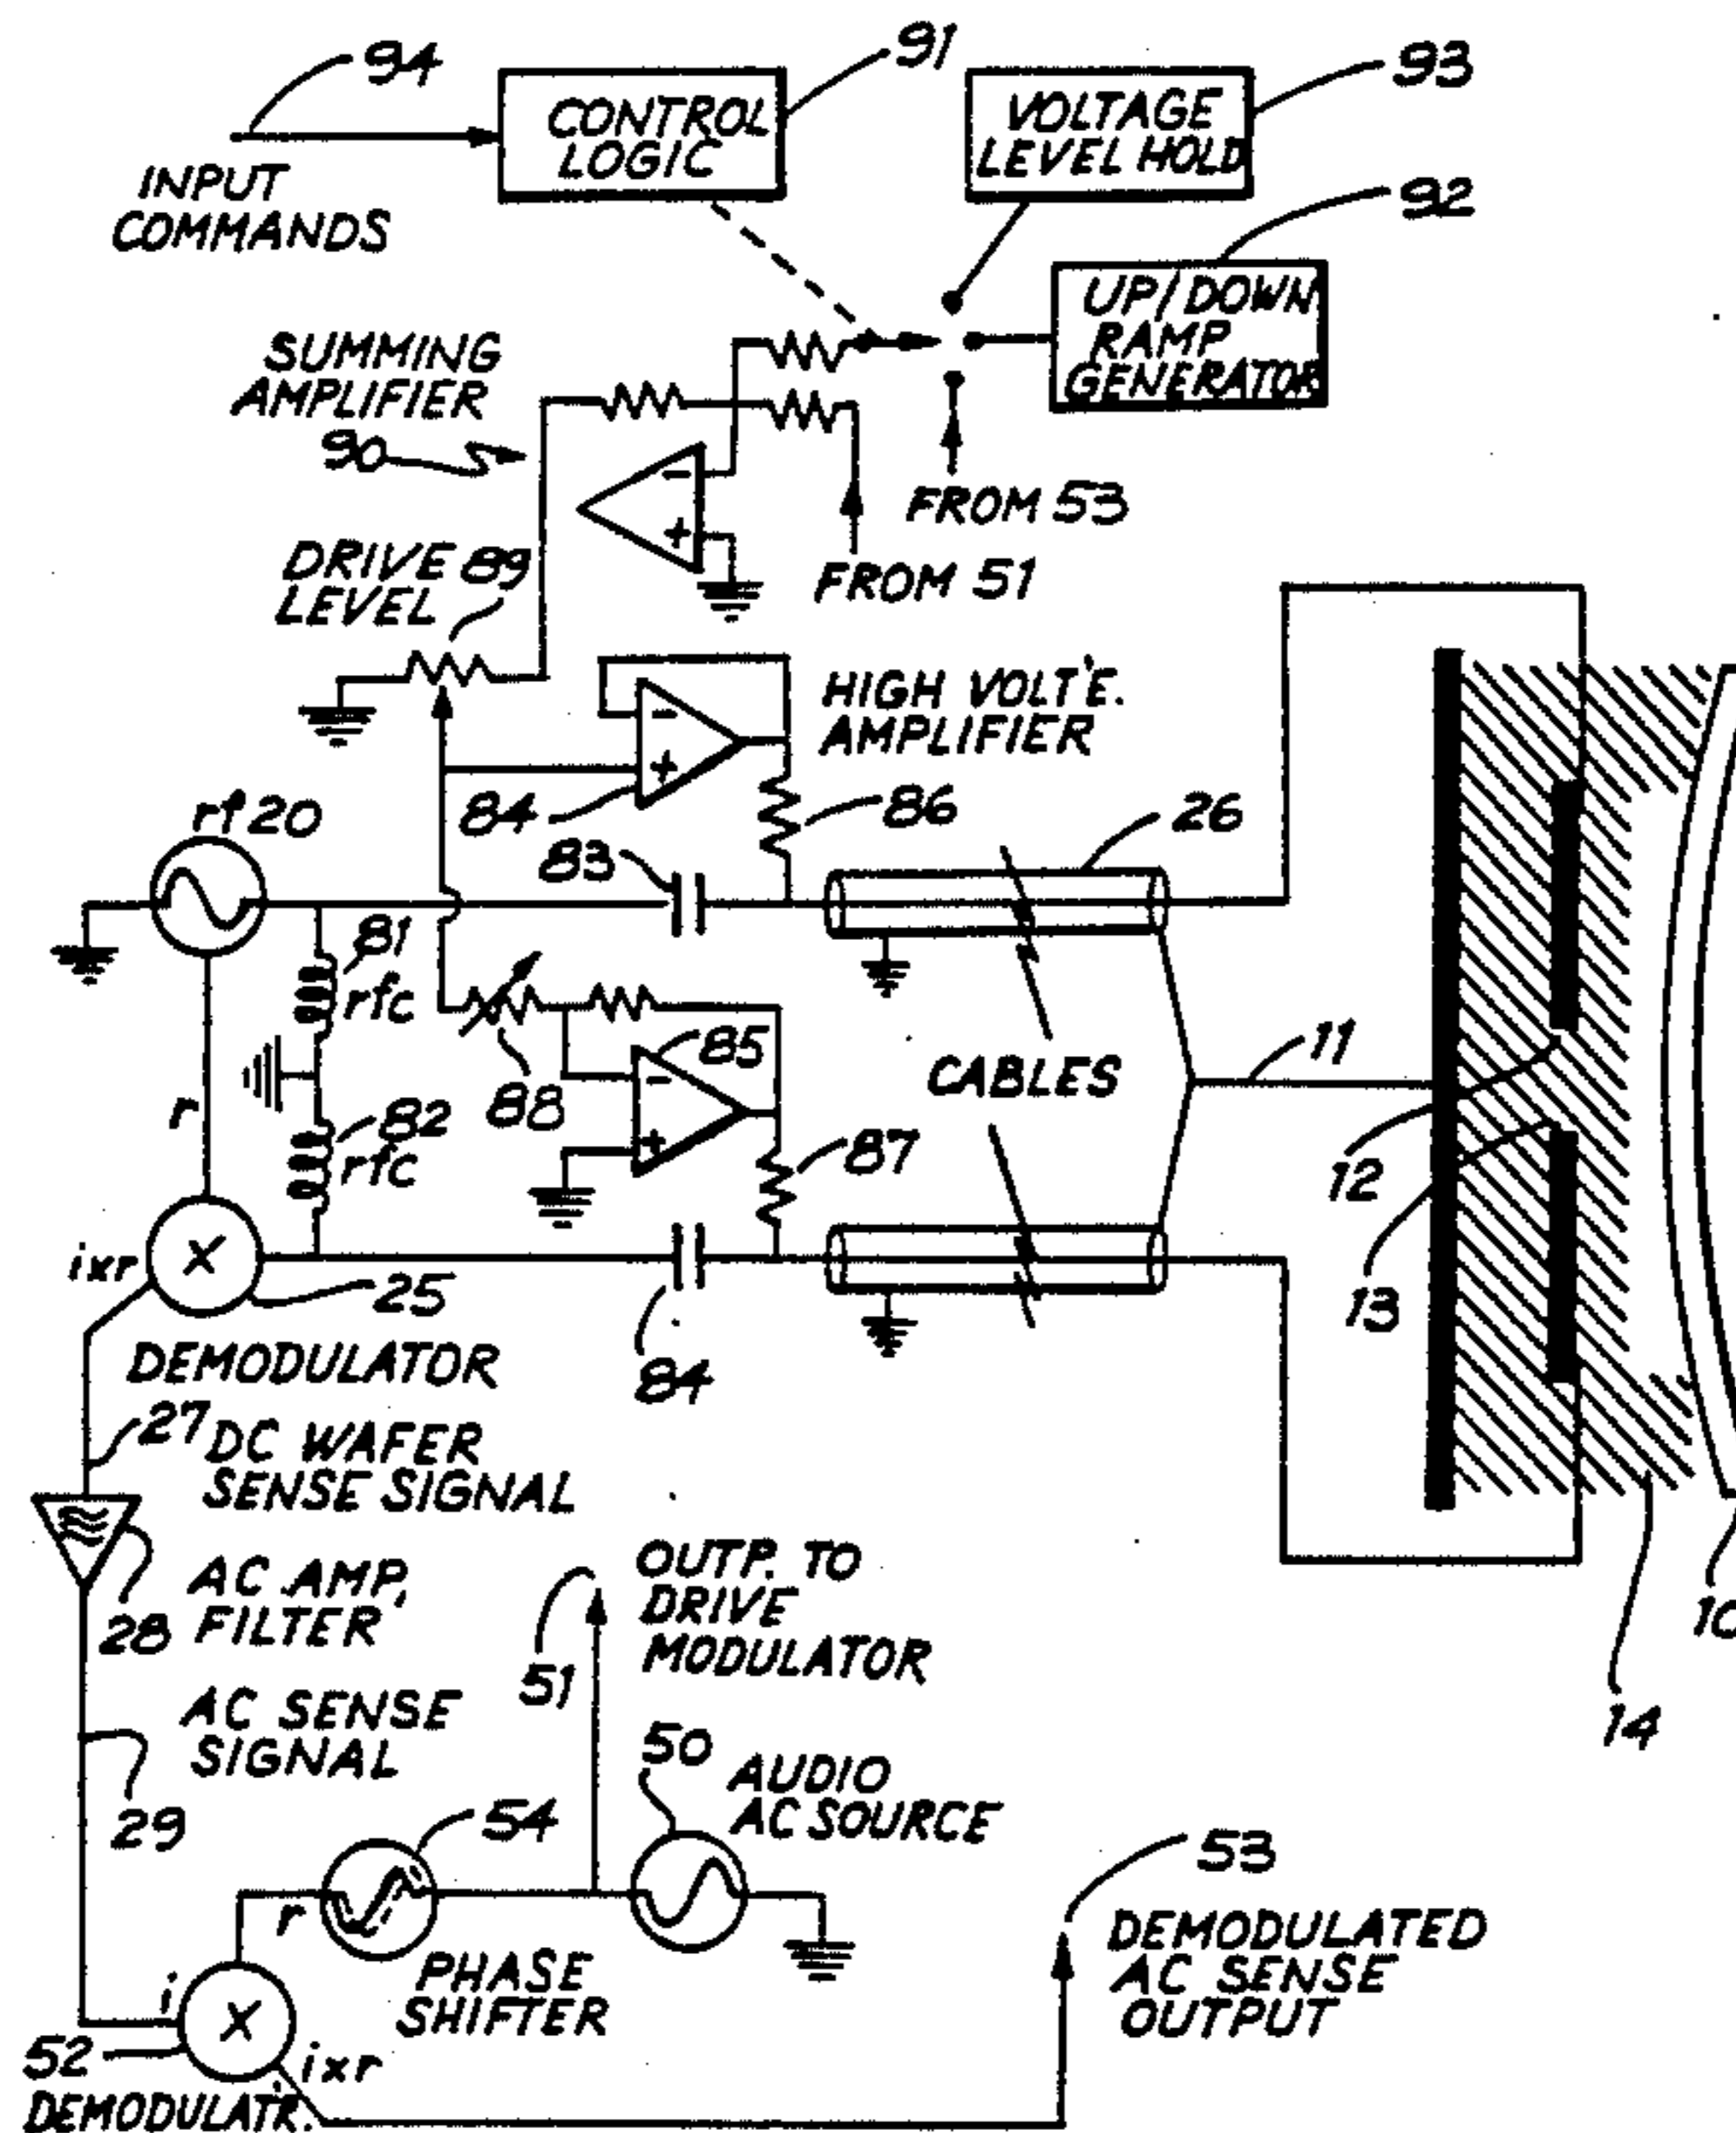 94
91
93
CONTROL
LOGIC
VOLTAGE
LEVEL HOLD
INPUT
COMMANDS
92
UP/DOWN
RAMP
GENERATOR
SUMMING
AMPLIFIER
90
FROM 53
FROM 51
DRIVE
LEVEL
89
HIGH VOLT'E.
AMPLIFIER
-
+
-
+
84
86
26
rf 20
83
81
rfc
85
-
+
88
CABLES
11
r
82
rfc
87
12
13
ixr
X
25
84
DEMODULATOR
27
DC WAFER
SENSE SIGNAL
28
AC AMP,
FILTER
51
OUTP. TO
DRIVE
MODULATOR
10
14
AC SENSE
SIGNAL
29
50
AUDIO
AC SOURCE
54
r
PHASE
SHIFTER
53
DEMODULATED
AC SENSE
OUTPUT
i
X
52
ixr
DEMODULAT'R.